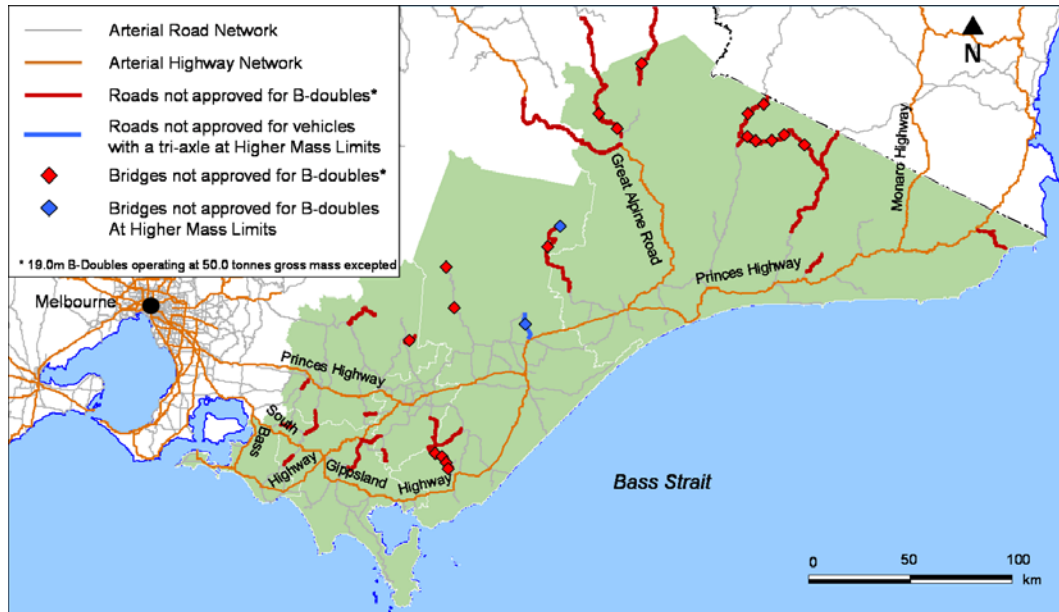 Arterial Road Network
Arterial Highway Network
Roads not approved for B-doubles*
Roads not approved for vehicles
with a tri-axle at Higher Mass Limits
Bridges not approved for B-doubles*
Bridges not approved for B-doubles
At Higher Mass Limits
* 19.0m B-Doubles operating at 50.0 tonnes gross mass excepted
N
Monaro Highway
Great Alpine Road
Princes Highway
Melbourne
Princes Highway
South
Bass
Highway
Gippsland
Highway
Bass Strait
0 50 100
km